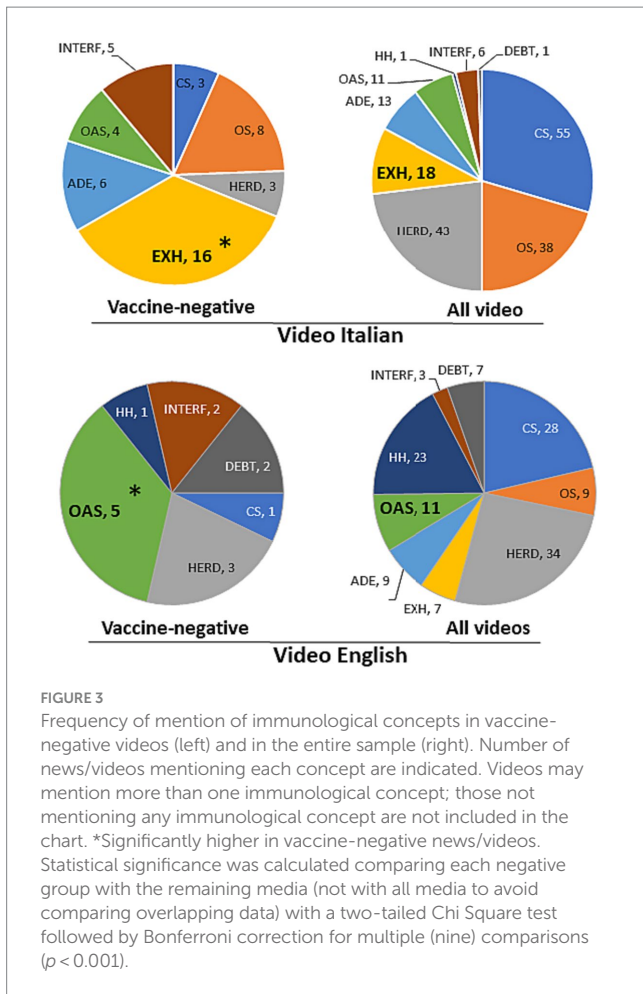 INTERF, 5
CS, 3
OS, 8
HERD, 3
EXH, 16 *
ADE, 6
OAS, 4
Vaccine-negative
HH, 1
INTERF, 6
DEBT, 1
OAS, 11
ADE, 13
CS, 55
EXH, 18
HERD, 43
OS, 38
All video
Video Italian
HH, 1
INTERF, 2
DEBT, 2
OAS, 5 *
CS, 1
HERD, 3
Vaccine-negative
INTERF, 3
DEBT, 7
CS, 28
HH, 23
OS, 9
OAS, 11
HERD, 34
ADE, 9
EXH, 7
All videos
Video English
FIGURE 3
Frequency of mention of immunological concepts in vaccine-
negative videos (left) and in the entire sample (right). Number of
news/videos mentioning each concept are indicated. Videos may
mention more than one immunological concept; those not
mentioning any immunological concept are not included in the
chart. *Significantly higher in vaccine-negative news/videos.
Statistical significance was calculated comparing each negative
group with the remaining media (not with all media to avoid
comparing overlapping data) with a two-tailed Chi Square test
followed by Bonferroni correction for multiple (nine) comparisons
(p < 0.001).